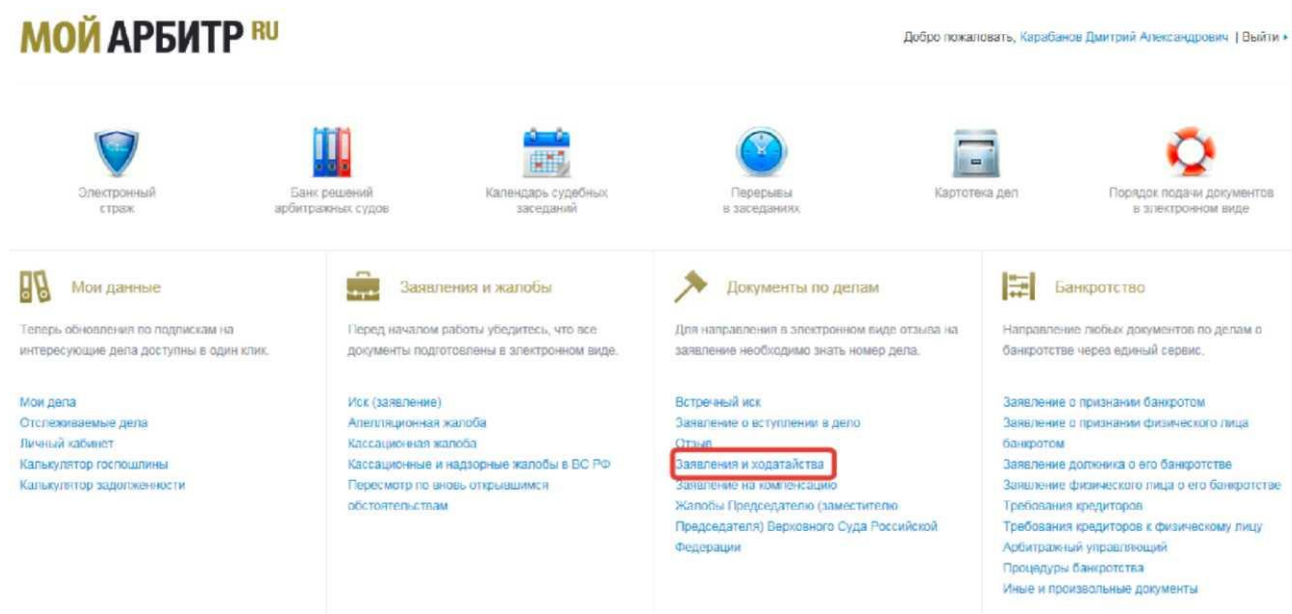 МОЙ АРБИТР RU
Добро пожаловать, Карабанов Дмитрий Александрович | Выйти
Электронный
страж
Банк решений
арбитражных судов
Календарь судебных
заседаний
Перерывы
в заседаниях
Картотека дел
Порядок подачи документов
в электронном виде
Мои данные
Теперь обновления по подпискам на
интересующие дела доступны в один клик.
Мои дела
Отслеживаемые дела
Личный кабинет
Калькулятор госпошлины
Калькулятор задолженности
Заявления и жалобы
Перед началом работы убедитесь, что все
документы подготовлены в электронном виде.
Иск (заявление)
Апелляционная жалоба
Кассационная жалоба
Кассационные и надзорные жалобы в ВС РФ
Пересмотр по вновь открывшимся
обстоятельствам
Документы по делам
Для направления в электронном виде отзыва на
заявление необходимо знать номер дела.
Встречный иск
Заявление о вступлении в дело
Отзыв
Заявления и ходатайства
Заявление на компенсацию
Жалобы Председателю (заместителю
Председателя) Верховного Суда Российской
Федерации
Банкротство
Направление любых документов по делам о
банкротстве через единый сервис.
Заявление о признании банкротом
Заявление о признании физического лица
банкротом
Заявление должника о его банкротстве
Заявление физического лица о его банкротстве
Требования кредиторов
Требования кредиторов к физическому лицу
Арбитражный управляющий
Процедуры банкротства
Иные и произвольные документы